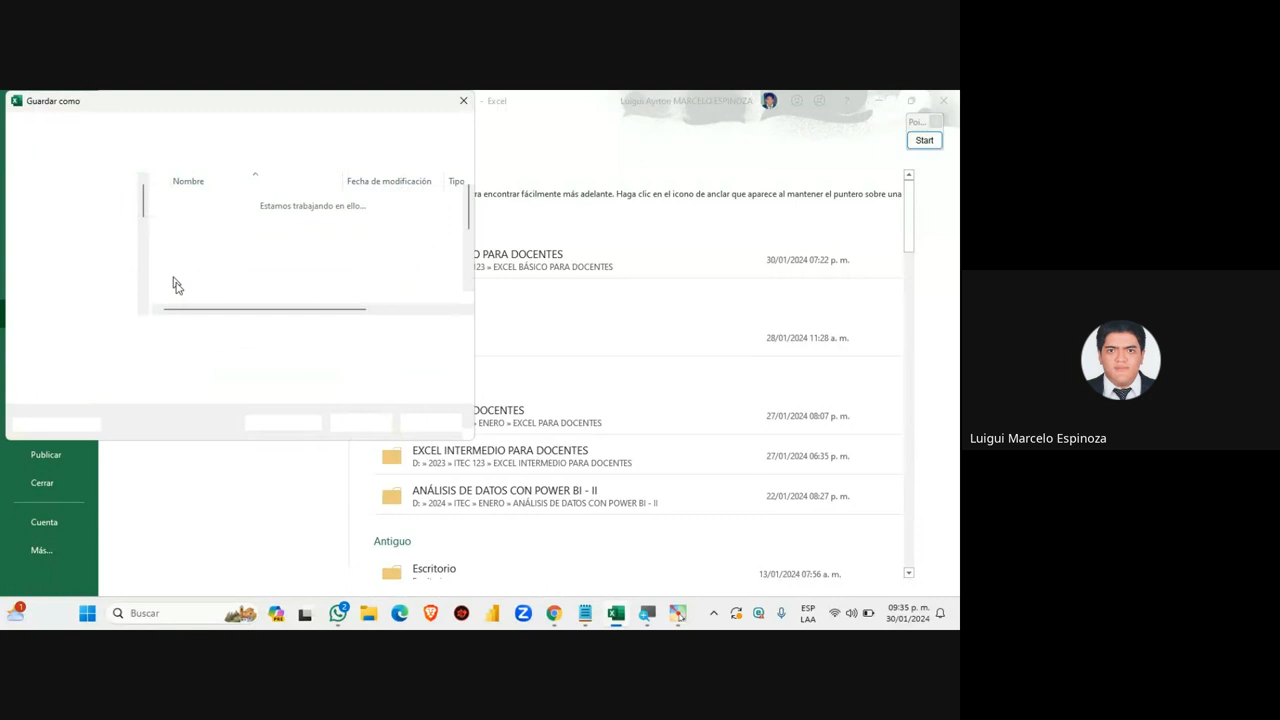 Guardar como
- Excel
Luigui Ayrton MARCELO ESPINOZA
?
Poi...
Start
Nombre
Fecha de modificación
Tipo
Estamos trabajando en ello...
ra encontrar fácilmente más adelante. Haga clic en el icono de anclar que aparece al mantener el puntero sobre una
O PARA DOCENTES
30/01/2024 07:22 p. m.
123 » EXCEL BÁSICO PARA DOCENTES
28/01/2024 11:28 a. m.
DOCENTES
27/01/2024 08:07 p. m.
» ENERO » EXCEL PARA DOCENTES
EXCEL INTERMEDIO PARA DOCENTES
27/01/2024 06:35 p. m.
D: » 2023 » ITEC 123 » EXCEL INTERMEDIO PARA DOCENTES
ANÁLISIS DE DATOS CON POWER BI - II
22/01/2024 08:27 p. m.
D: » 2024 » ITEC » ENERO » ANÁLISIS DE DATOS CON POWER BI - II
Antiguo
Escritorio
13/01/2024 07:56 a. m.
Publicar
Cerrar
Cuenta
Más...
1
Buscar
2
ESP
LAA
09:35 p. m.
30/01/2024
Luigui Marcelo Espinoza